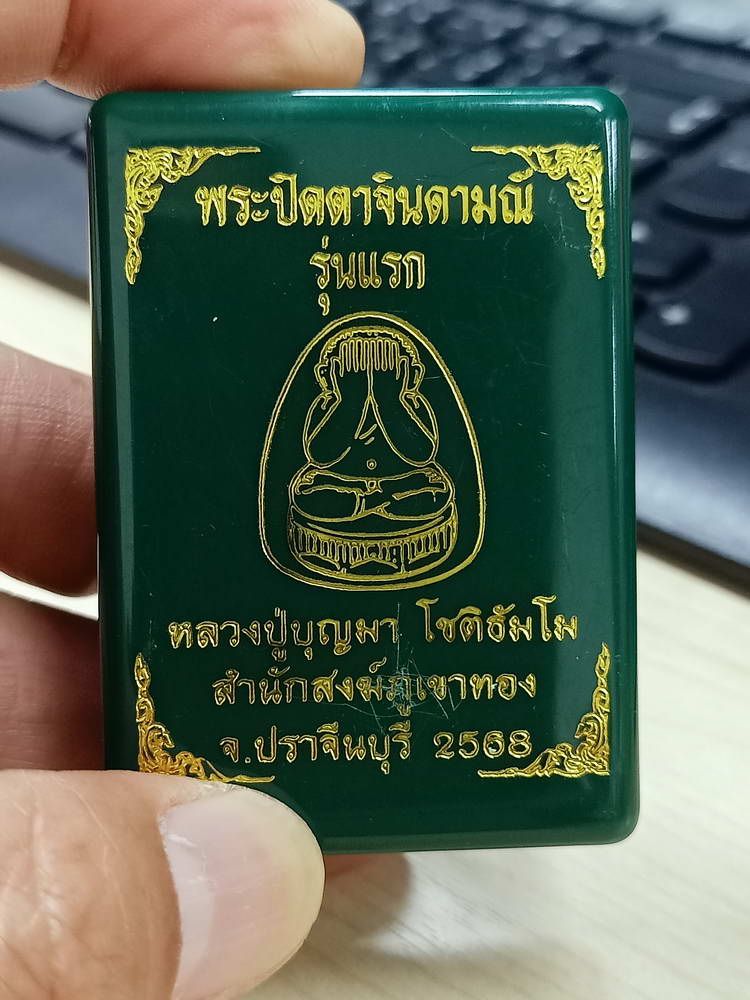 พระปิดตาจินดามณี
รุ่นแรก
หลวงปู่บุญมา โชติธัมโม
สำนักสงฆ์ภูเขาทอง
จ.ปราจีนบุรี 2568